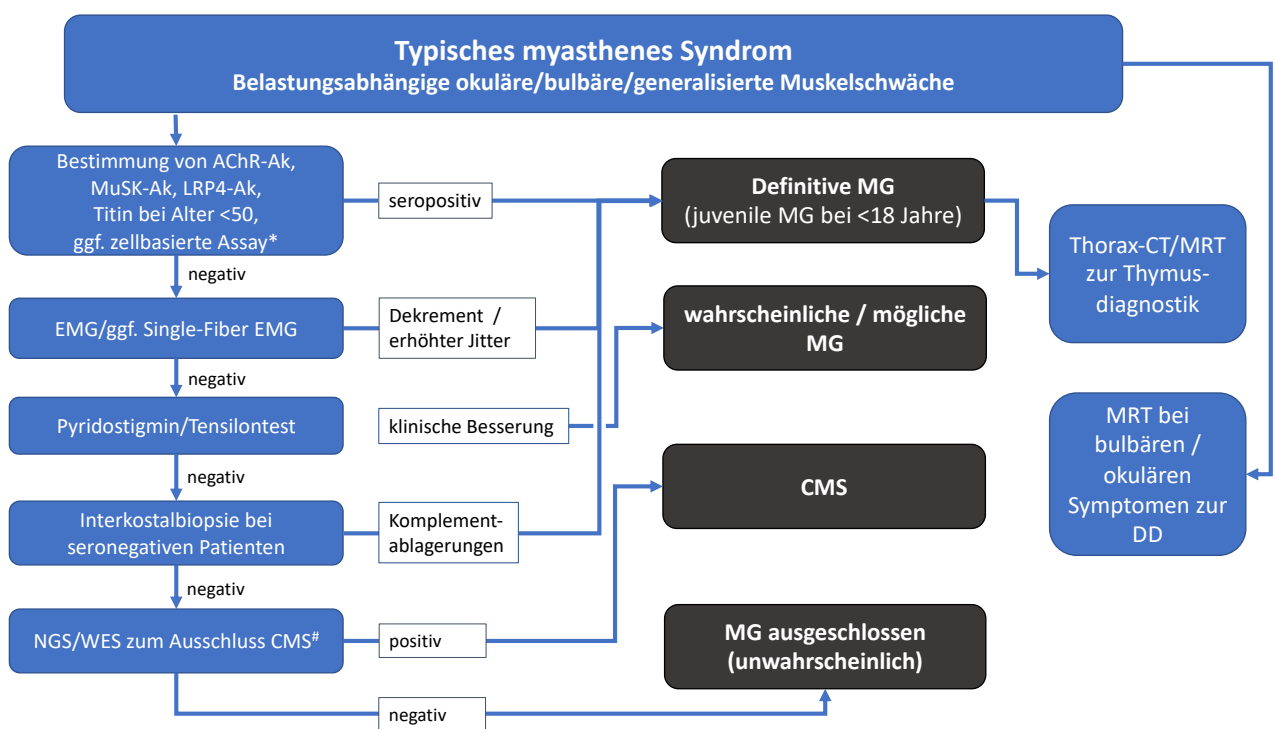 Typisches myasthenes Syndrom
Belastungsabhängige okuläre/bulbäre/generalisierte Muskelschwäche
Bestimmung von AChR-Ak,
MuSK-Ak, LRP4-Ak,
Titin bei Alter <50,
ggf. zellbasierte Assay*
seropositiv
Definitive MG
(juvenile MG bei <18 Jahre)
Thorax-CT/MRT
zur Thymus-
diagnostik
negativ
EMG/ggf. Single-Fiber EMG
Dekrement /
erhöhter Jitter
wahrscheinliche / mögliche
MG
negativ
Pyridostigmin/Tensilontest
klinische Besserung
MRT bei
bulbären /
okulären
Symptomen zur
DD
negativ
CMS
Interkostalbiopsie bei
seronegativen Patienten
Komplement-
ablagerungen
negativ
NGS/WES zum Ausschluss CMS#
positiv
MG ausgeschlossen
(unwahrscheinlich)
negativ